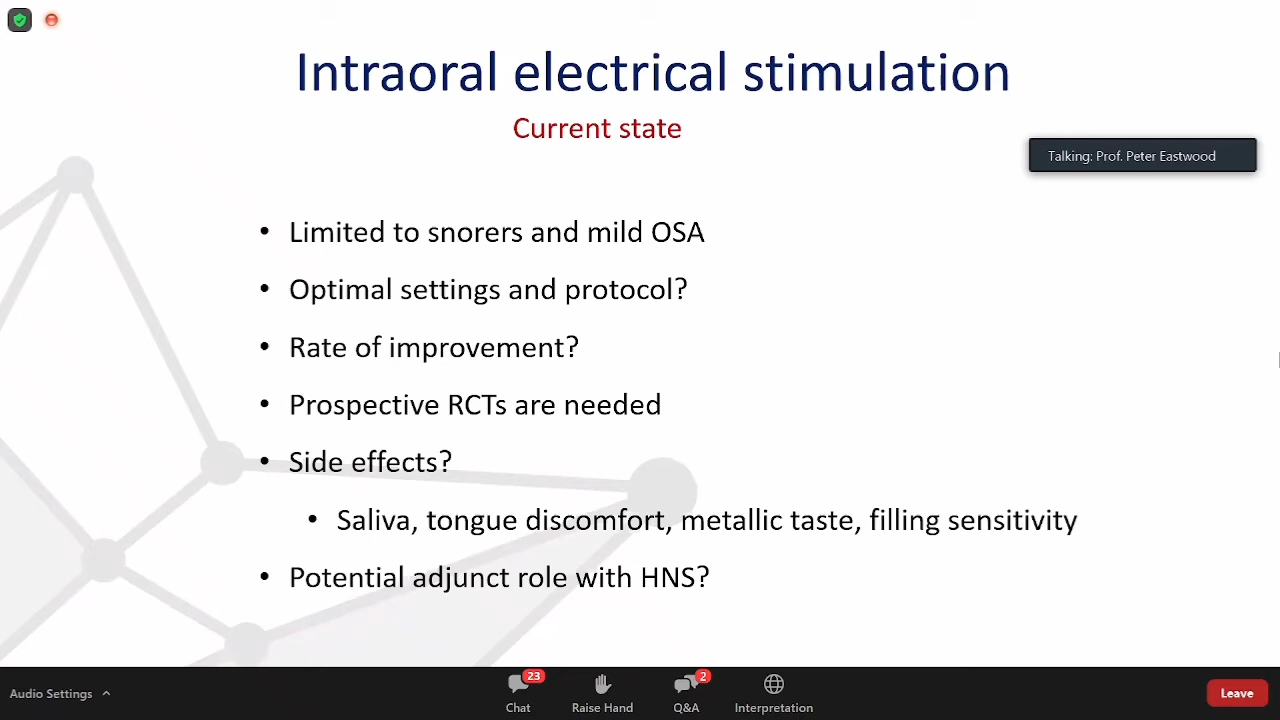 Intraoral electrical stimulation
Current state
Talking: Prof. Peter Eastwood
• Limited to snorers and mild OSA
• Optimal settings and protocol?
• Rate of improvement?
• Prospective RCTs are needed
• Side effects?
• Saliva, tongue discomfort, metallic taste, filling sensitivity
• Potential adjunct role with HNS?
23
2
Audio Settings
Chat
Raise Hand
Q&A
Interpretation
Leave